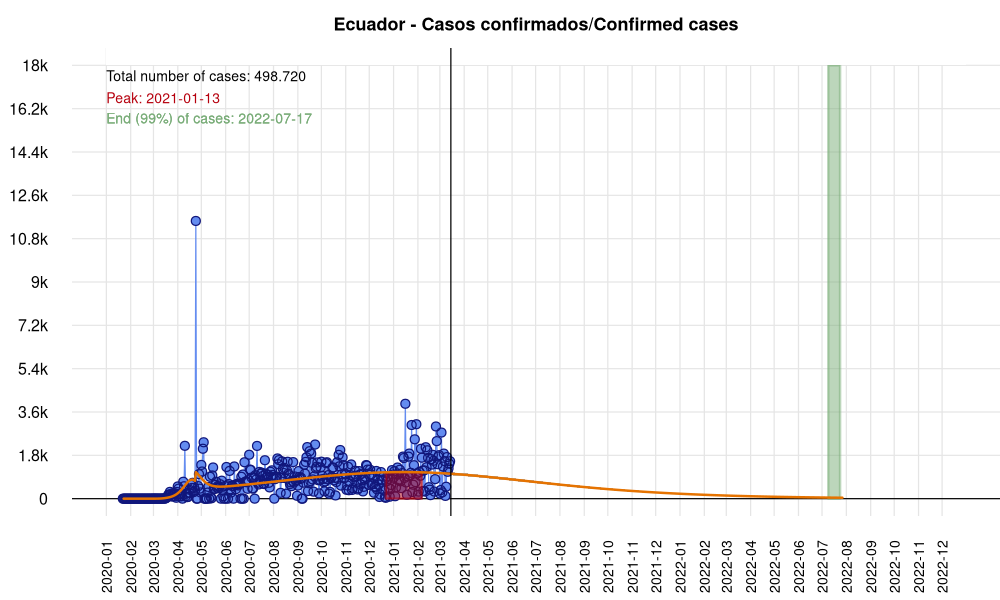 Ecuador - Casos confirmados/Confirmed cases
Total number of cases: 498.720
Peak: 2021-01-13
End (99%) of cases: 2022-07-17
18k
16.2k
14.4k
12.6k
10.8k
9k
7.2k
5.4k
3.6k
1.8k
0
2020-01
2020-02
2020-03
2020-04
2020-05
2020-06
2020-07
2020-08
2020-09
2020-10
2020-11
2020-12
2021-01
2021-02
2021-03
2021-04
2021-05
2021-06
2021-07
2021-08
2021-09
2021-10
2021-11
2021-12
2022-01
2022-02
2022-03
2022-04
2022-05
2022-06
2022-07
2022-08
2022-09
2022-10
2022-11
2022-12